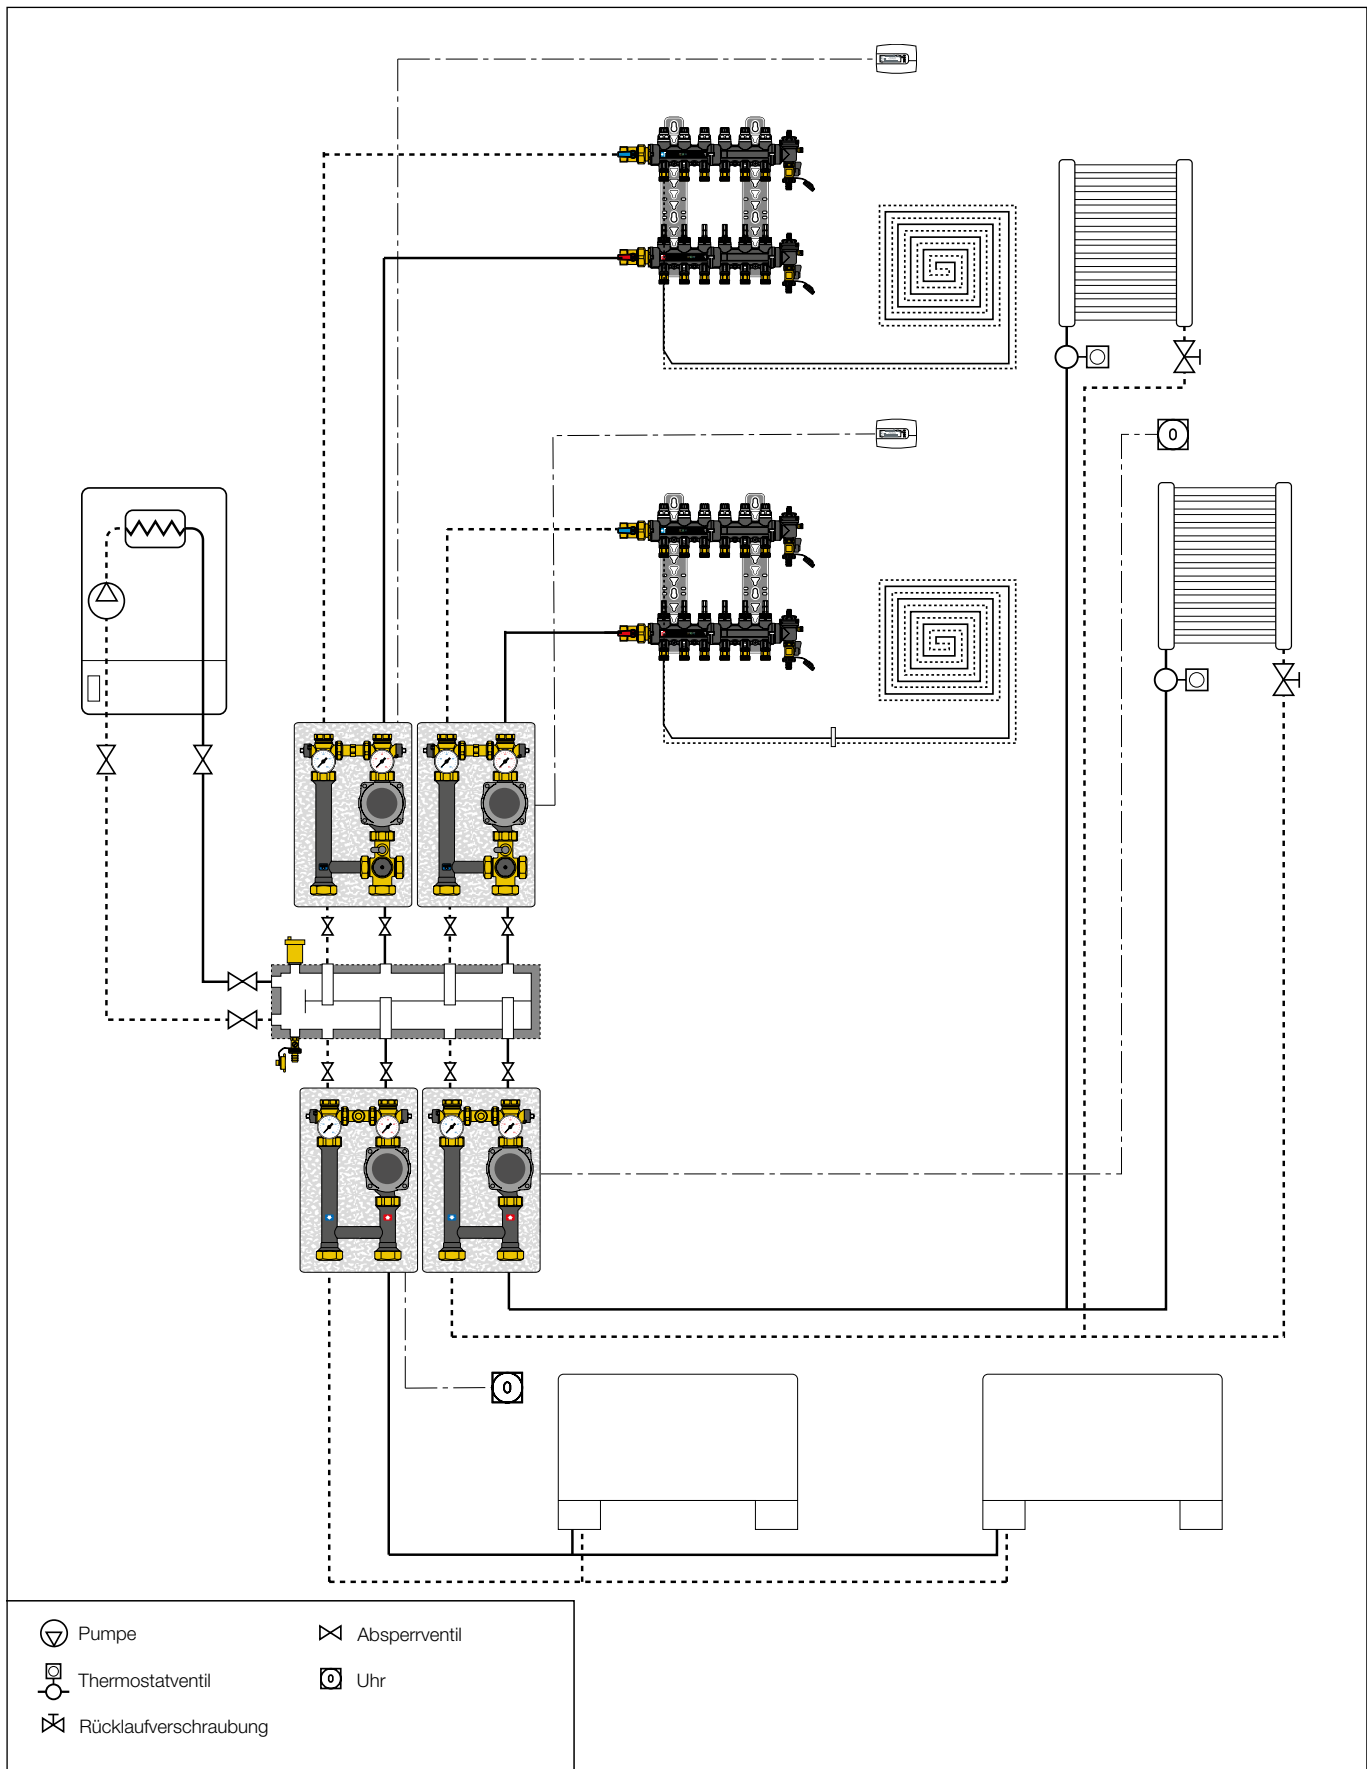 Pumpe
Absperrventil
Thermostatventil
Uhr
Rücklaufverschraubung